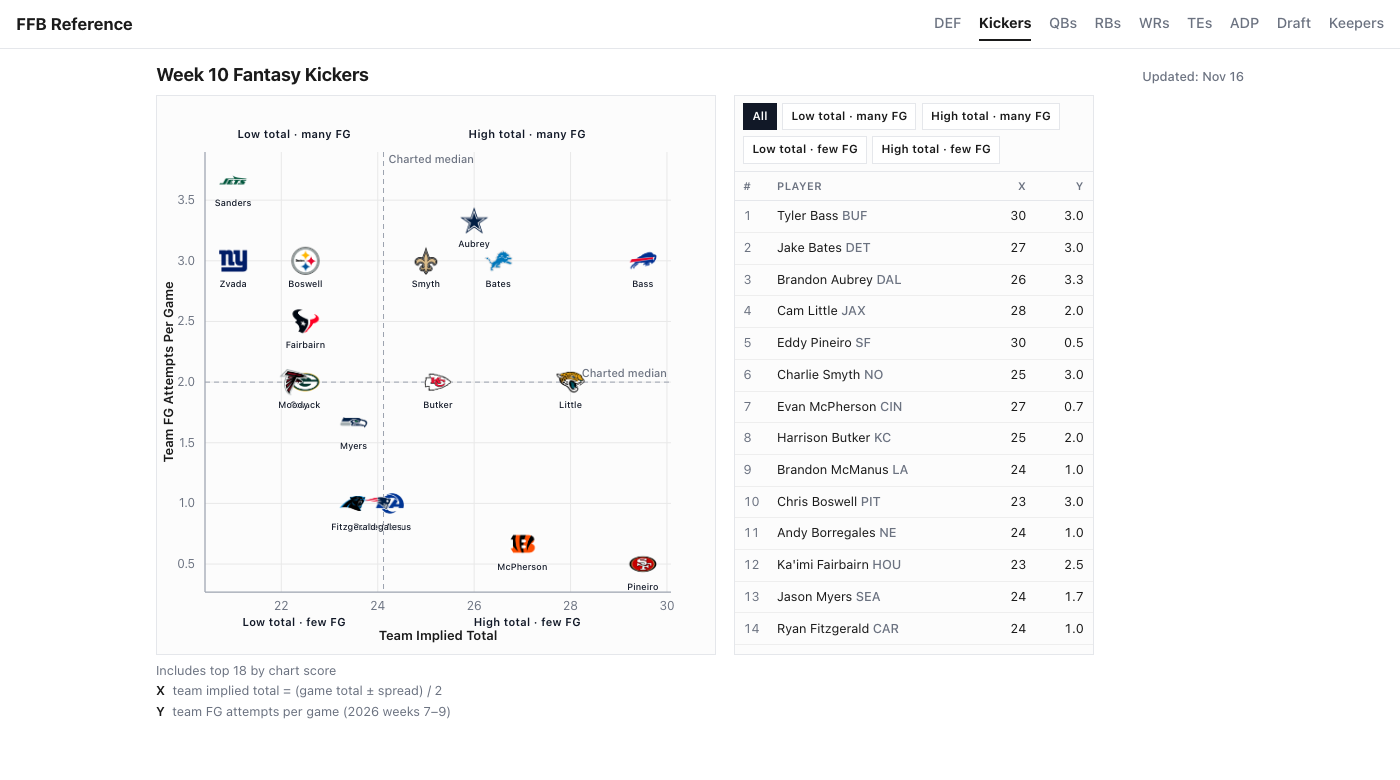 FFB Reference
DEF Kickers QBs RBs WRs TEs ADP Draft Keepers
Week 10 Fantasy Kickers
Updated: Nov 16
Low total · many FG High total · many FG
Charted median
3.5
3.0
2.5
2.0
1.5
1.0
0.5
Team FG Attempts Per Game
JETS
Sanders
Aubrey
ny
Zvada
Boswell
Smyth
Bates
Bass
Fairbairn
Charted median
Butker
Little
Myers
Fitzgerald
McPherson
SF
Pineiro
22 24 26 28 30
Low total · few FG High total · few FG
Team Implied Total
All Low total · many FG High total · many FG
Low total · few FG High total · few FG
# PLAYER X Y
1 Tyler Bass BUF 30 3.0
2 Jake Bates DET 27 3.0
3 Brandon Aubrey DAL 26 3.3
4 Cam Little JAX 28 2.0
5 Eddy Pineiro SF 30 0.5
6 Charlie Smyth NO 25 3.0
7 Evan McPherson CIN 27 0.7
8 Harrison Butker KC 25 2.0
9 Brandon McManus LA 24 1.0
10 Chris Boswell PIT 23 3.0
11 Andy Borregales NE 24 1.0
12 Ka'imi Fairbairn HOU 23 2.5
13 Jason Myers SEA 24 1.7
14 Ryan Fitzgerald CAR 24 1.0
Includes top 18 by chart score
X team implied total = (game total ± spread) / 2
Y team FG attempts per game (2026 weeks 7–9)